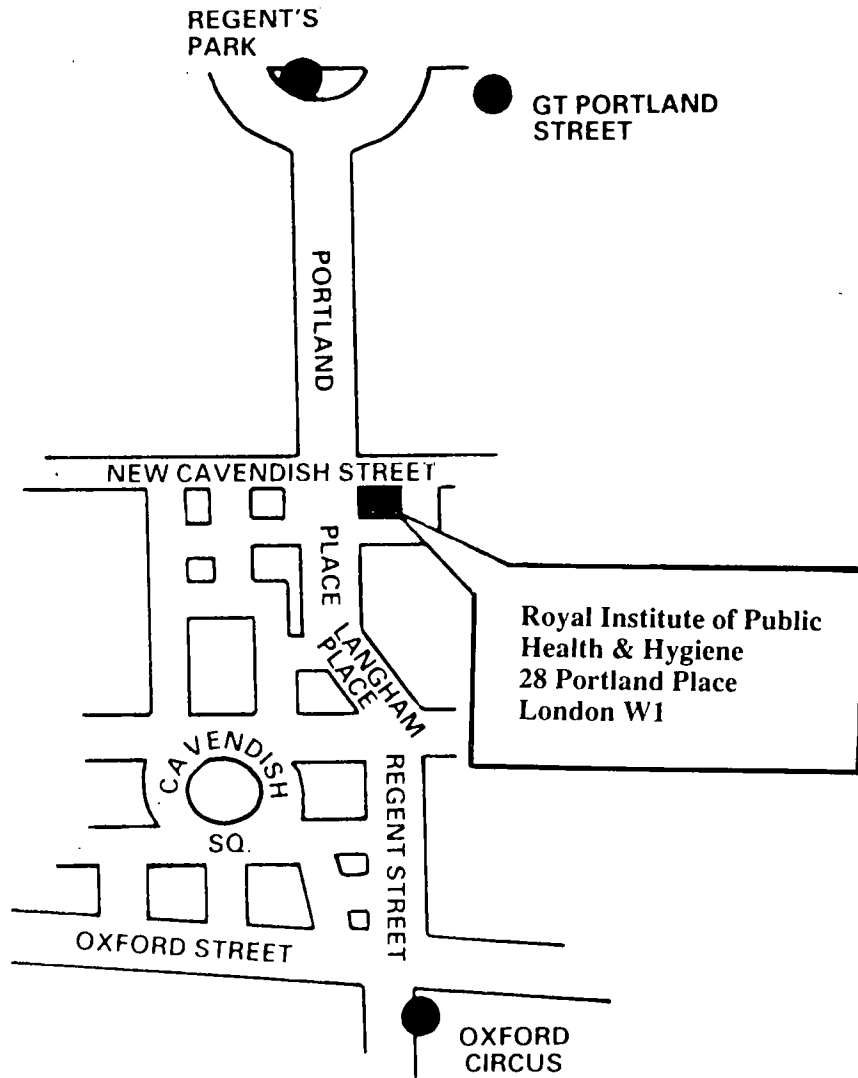 REGENT'S
PARK
GT PORTLAND
STREET
PORTLAND
NEW CAVENDISH STREET
PLACE
Royal Institute of Public
Health & Hygiene
28 Portland Place
London W1
LANGHAM
PLACE
CAVENDISH
SQ.
REGENT STREET
OXFORD STREET
OXFORD
CIRCUS